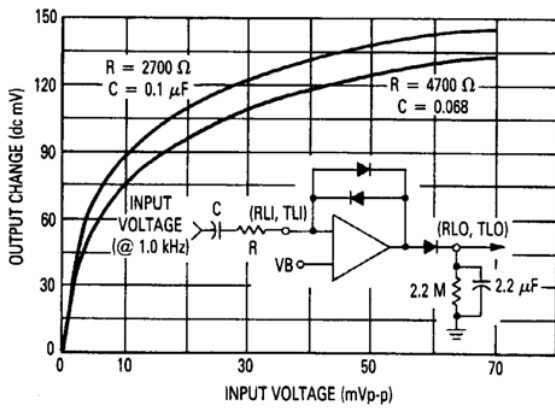 OUTPUT CHANGE (dc mV)
150
120
90
60
30
0
R = 2700 Ω
C = 0.1 μF
R = 4700 Ω
C = 0.068
INPUT
VOLTAGE
(@ 1.0 kHz)
C
R
(RLI, TLI)
VB
(RLO, TLO)
2.2 M
2.2 μF
0
10
30
50
70
INPUT VOLTAGE (mVp-p)